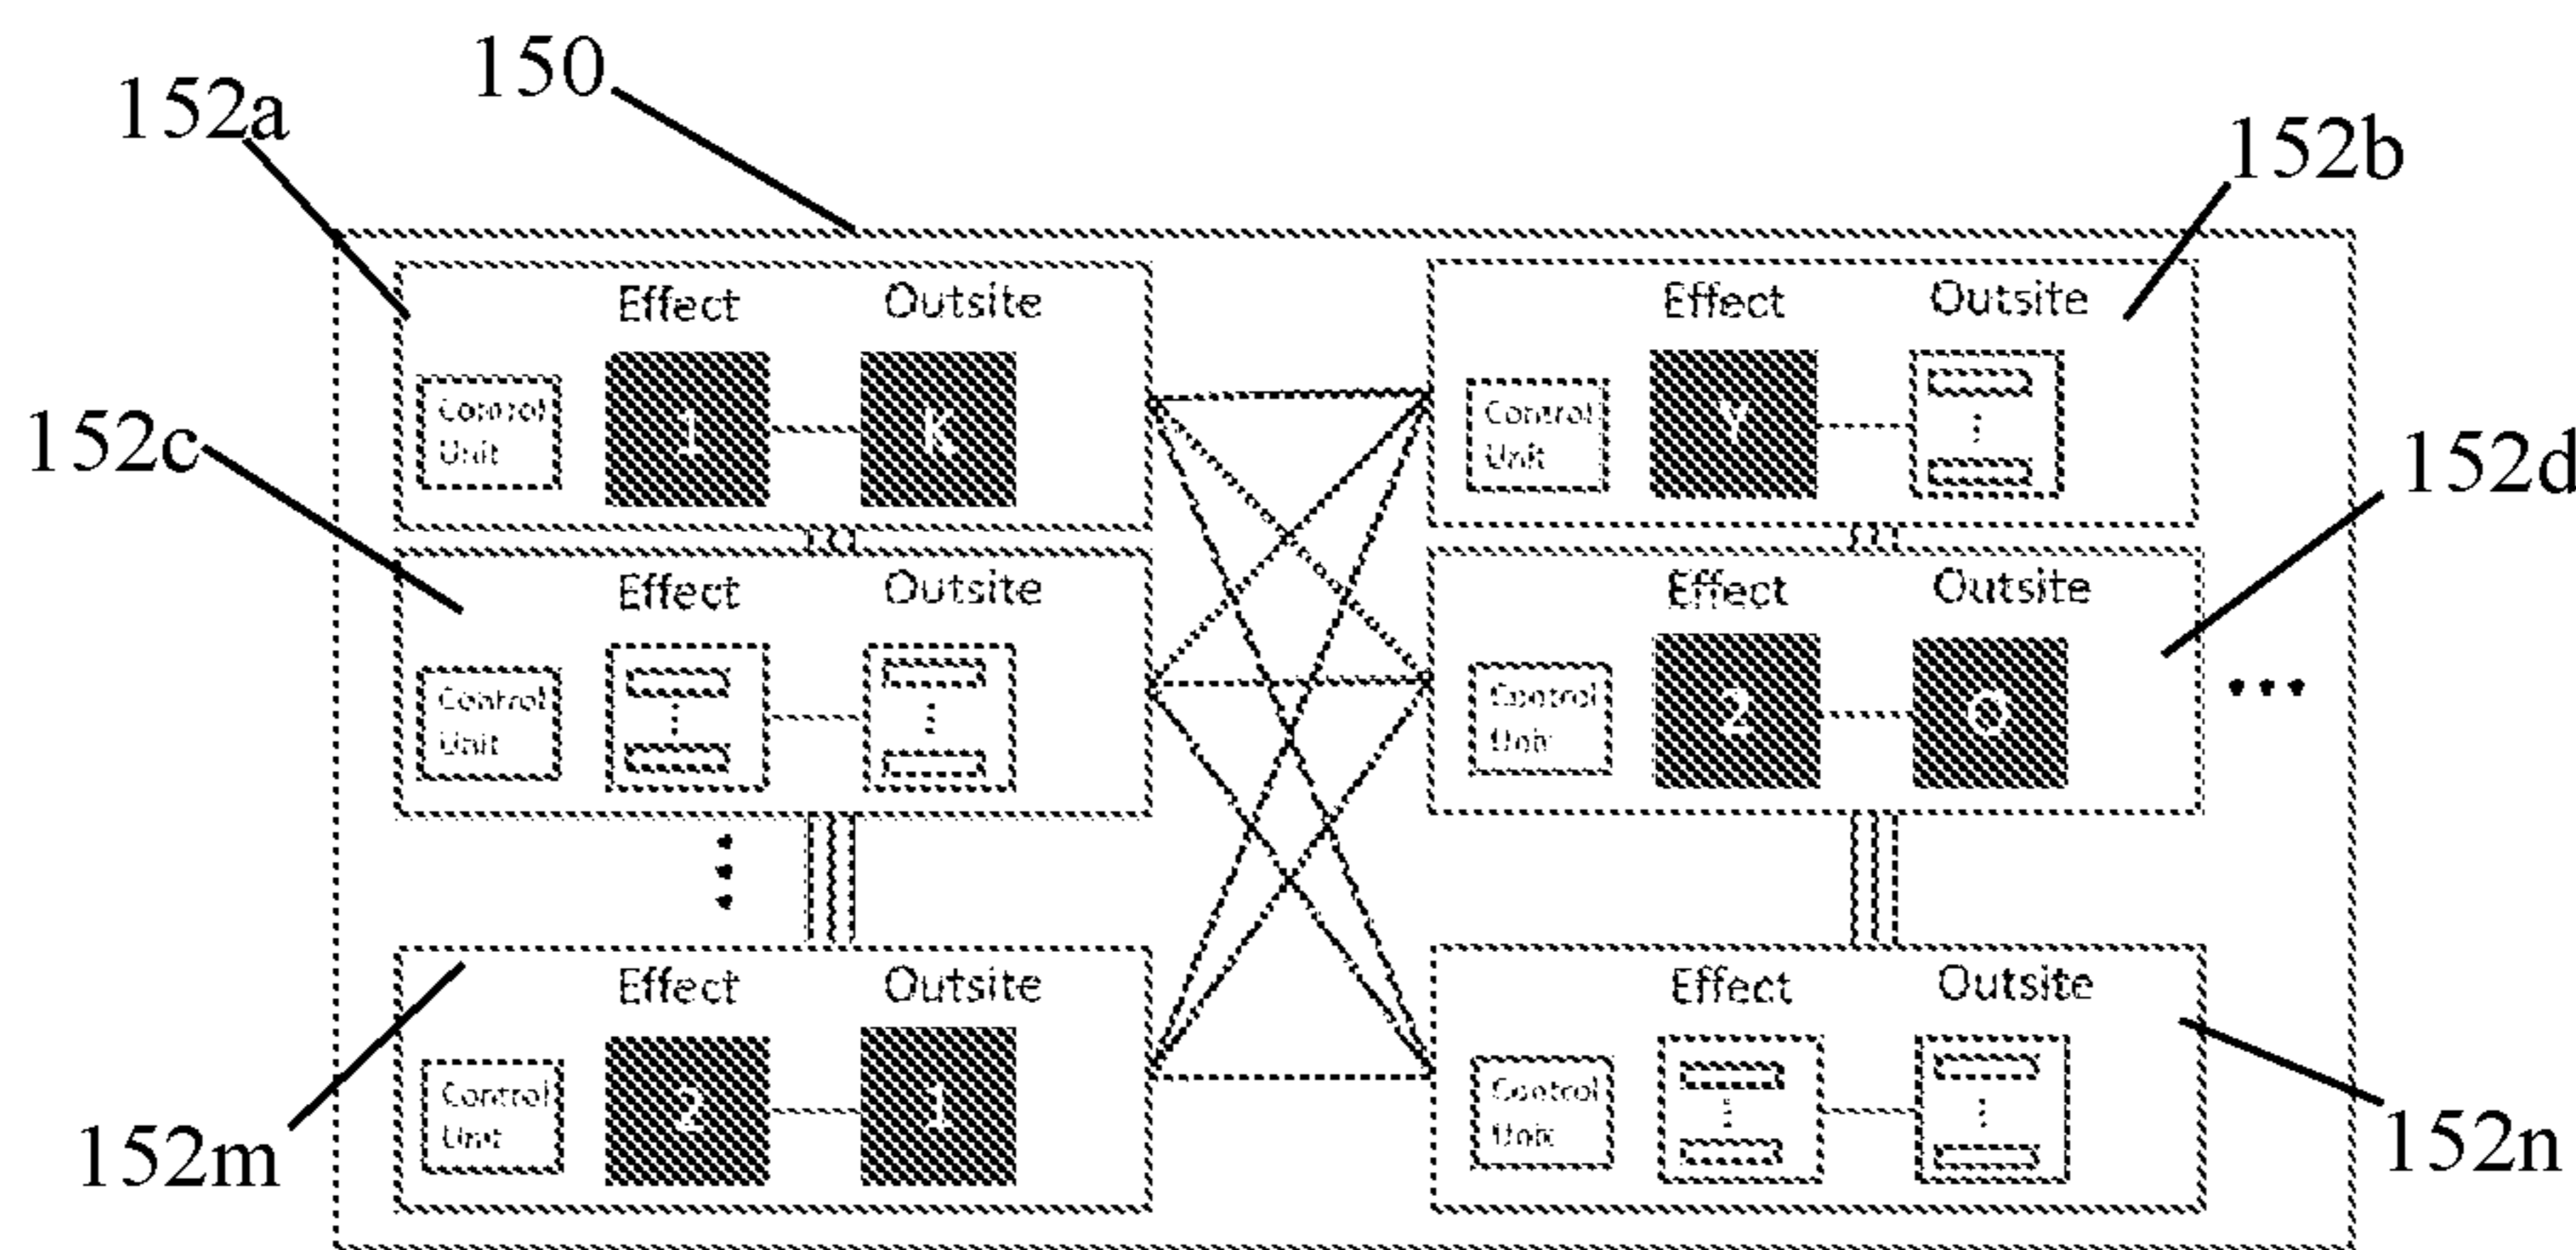 150
152a
152b
Effect Outsite
Effect Outsite
Control
Unit
1
K
Control
Unit
Y
152c
152d
Effect Outsite
Effect Outsite
Control
Unit
Control
Unit
2
O
...
Effect Outsite
Effect Outsite
Control
Unit
2
1
Control
Unit
152m
152n